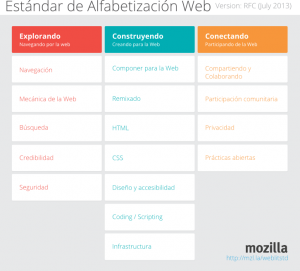 Estándar de Alfabetización Web Version: RFC (July 2013)
Explorando
Navegando por la web
Construyendo
Creando para la Web
Conectando
Participando de la Web
Navegación
Mecánica de la Web
Búsqueda
Credibilidad
Seguridad
Componer para la Web
Remixado
HTML
CSS
Diseño y accesibilidad
Coding / Scripting
Infraestructura
Compartiendo y
Colaborando
Participación comunitaria
Privacidad
Prácticas abiertas
mozilla
http://mzl.la/weblitstd